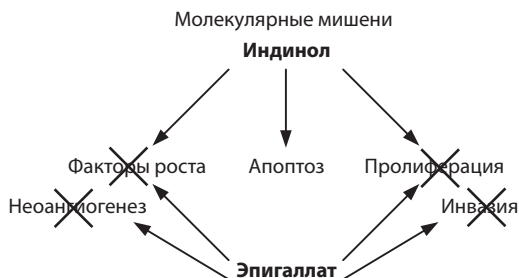 Молекулярные мишени
Индинол
Факторы роста Апоптоз Пролиферация
Неоангиогенез Инвазия
Эпигаллат